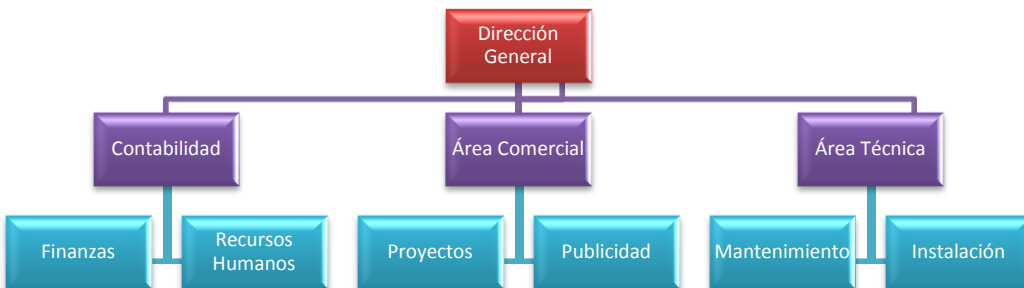 Dirección
General
Contabilidad
Área Comercial
Área Técnica
Finanzas
Recursos
Humanos
Proyectos
Publicidad
Mantenimiento
Instalación